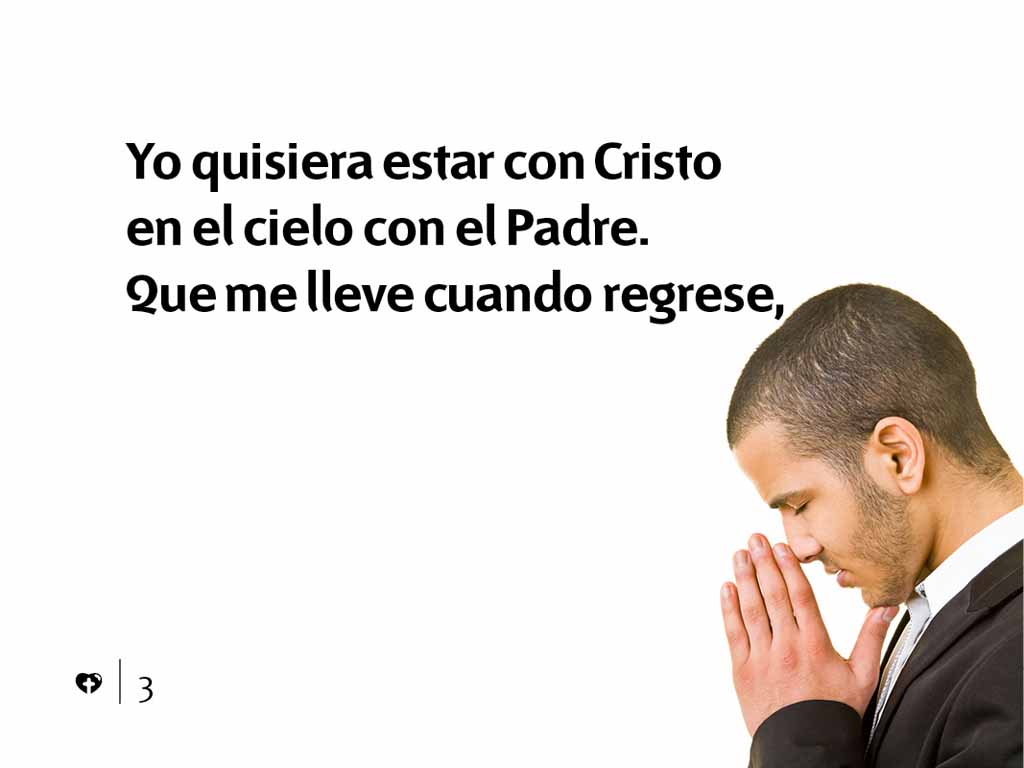 Yo quisiera estar con Cristo
en el cielo con el Padre.
Que me lleve cuando regrese,
3